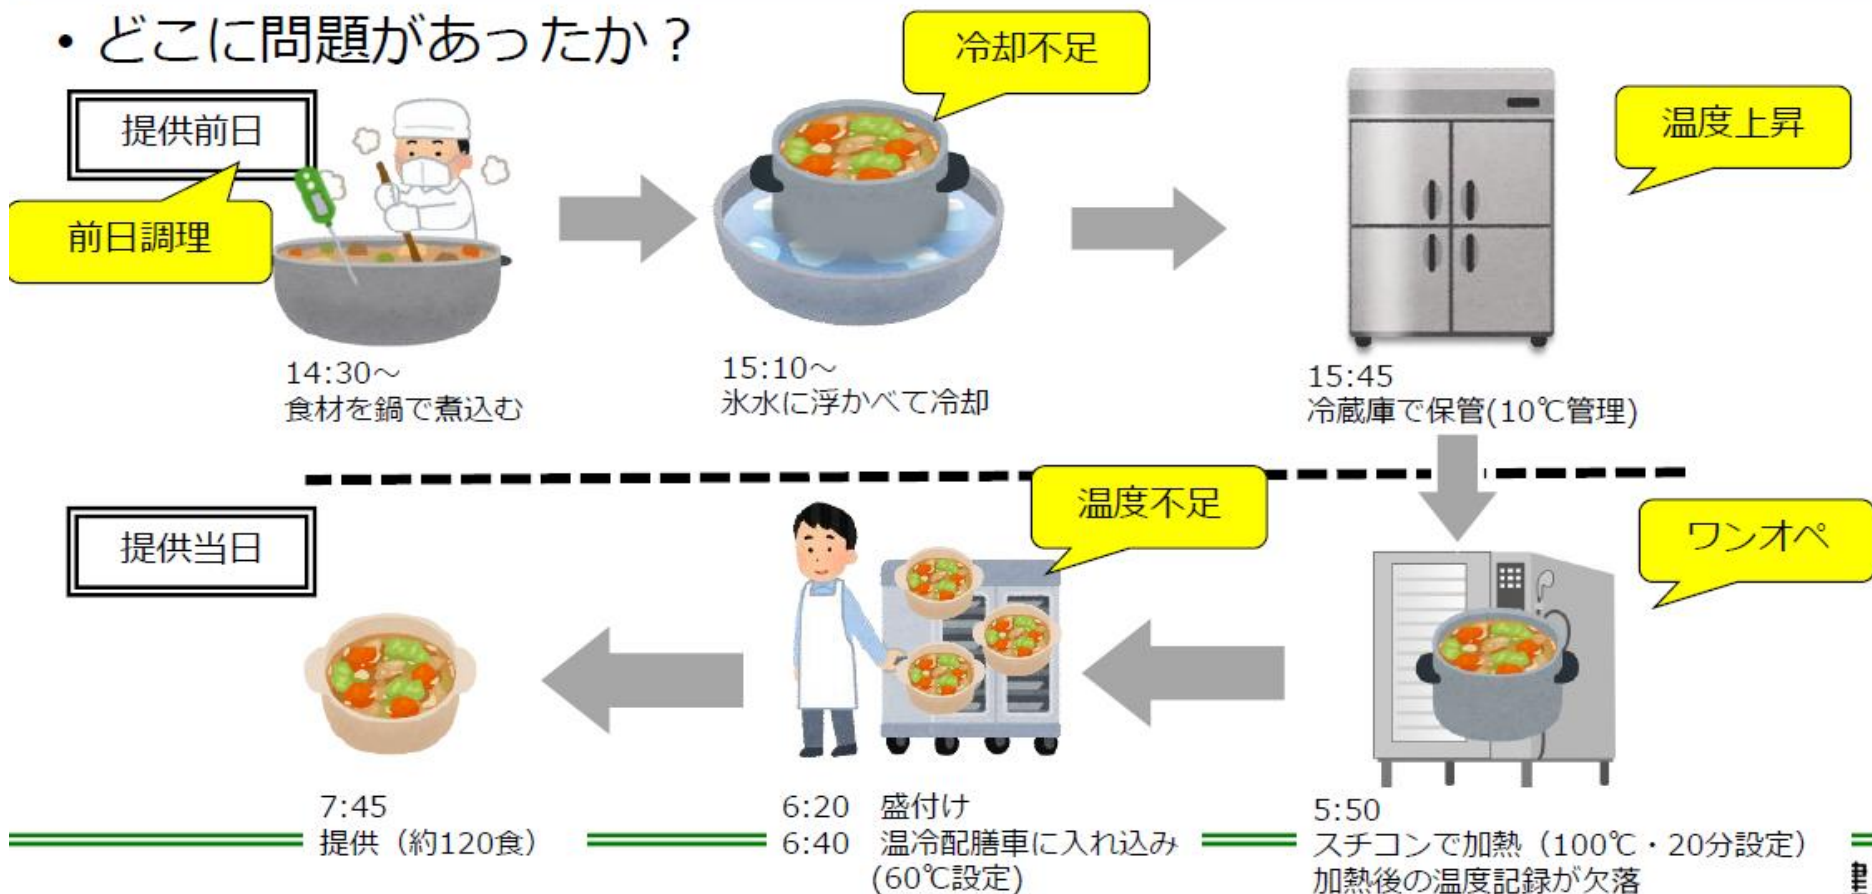 ・どこに問題があったか？
冷却不足
提供前日
温度上昇
前日調理
14:30～
食材を鍋で煮込む
15:10～
氷水に浮かべて冷却
15:45
冷蔵庫で保管(10℃管理)
提供当日
温度不足
ワンオペ
7:45
提供（約120食）
6:20　盛付け
6:40　温冷配膳車に入れ込み
(60℃設定)
5:50
スチコンで加熱（100℃・20分設定）
加熱後の温度記録が欠落